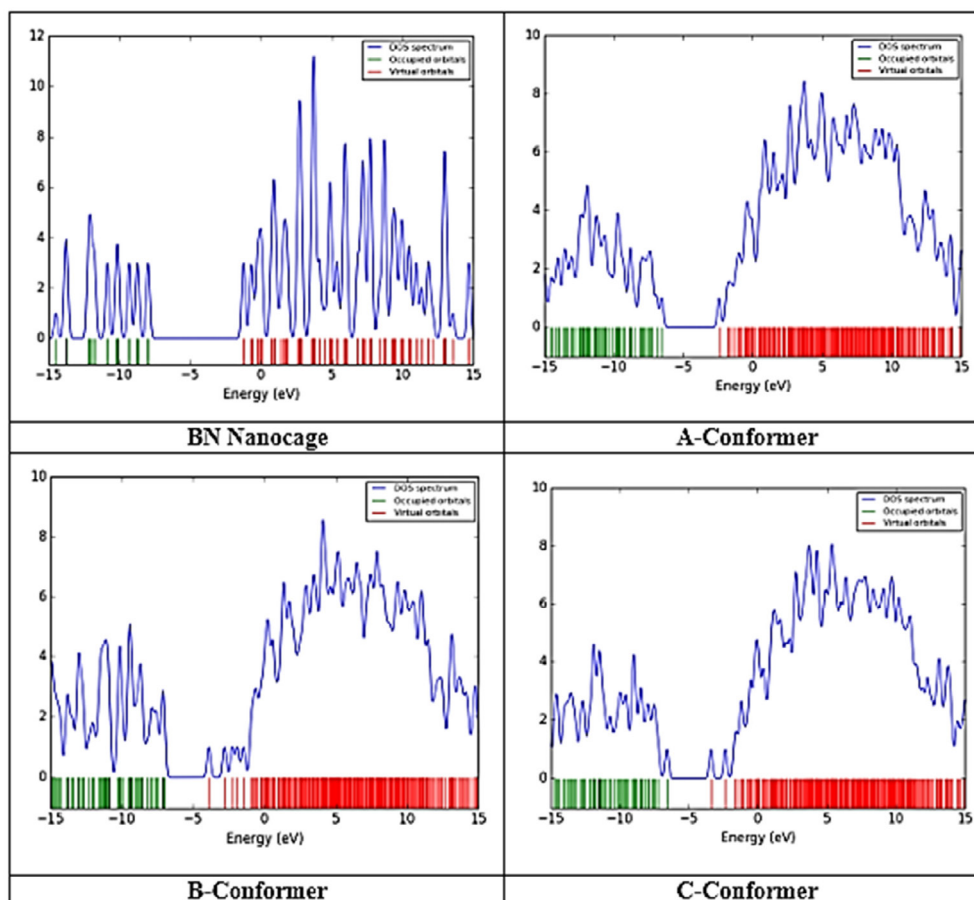 12
10
8
6
4
2
0
DOS spectrum
Occupied orbitals
Virtual orbitals
−15 −10 −5 0 5 10 15
Energy (eV)
BN Nanocage
10
8
6
4
2
0
DOS spectrum
Occupied orbitals
Virtual orbitals
−15 −10 −5 0 5 10 15
Energy (eV)
A-Conformer
10
8
6
4
2
0
DOS spectrum
Occupied orbitals
Virtual orbitals
−15 −10 −5 0 5 10 15
Energy (eV)
B-Conformer
10
8
6
4
2
0
DOS spectrum
Occupied orbitals
Virtual orbitals
−15 −10 −5 0 5 10 15
Energy (eV)
C-Conformer